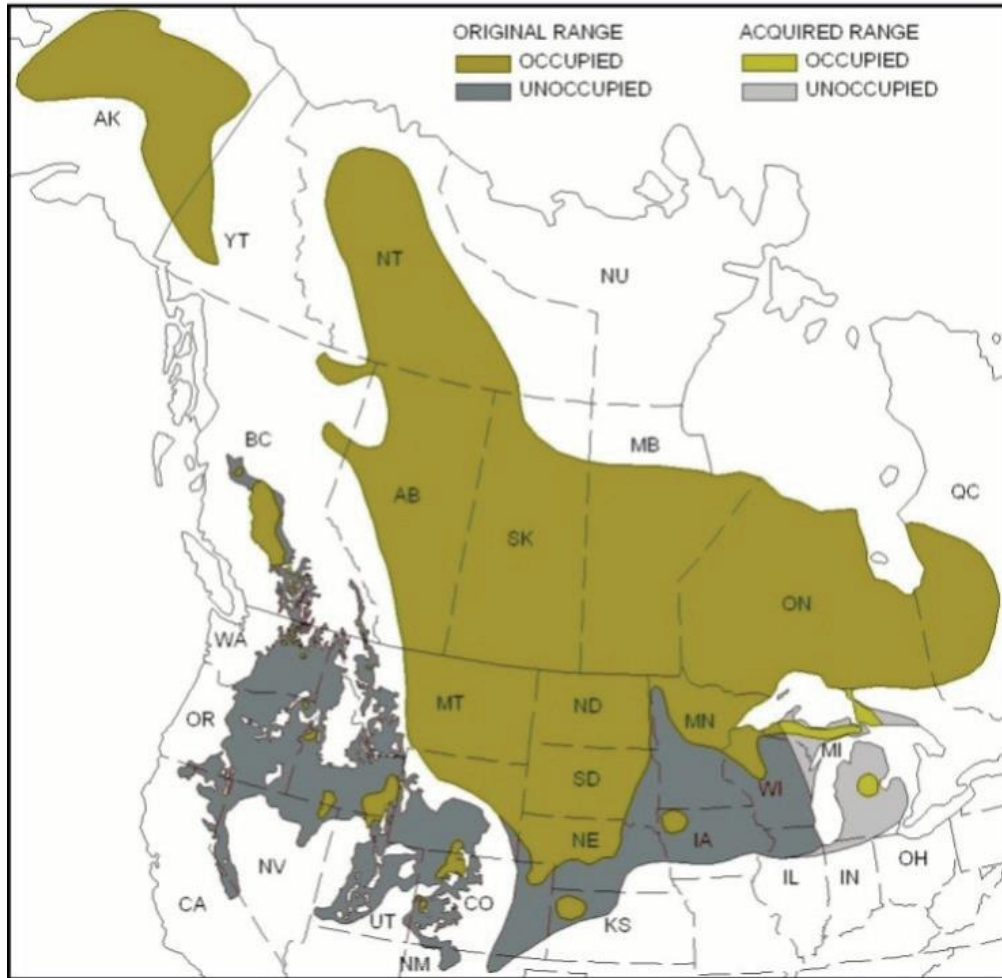 ORIGINAL RANGE
OCCUPIED
UNOCCUPIED
ACQUIRED RANGE
OCCUPIED
UNOCCUPIED
AK
YT
NT
NU
BC
MB
QC
AB
SK
ON
WA
MT
ND
MN
OR
SD
MI
WI
NE
IA
NV
IL
IN
OH
CA
UT
CO
KS
NM